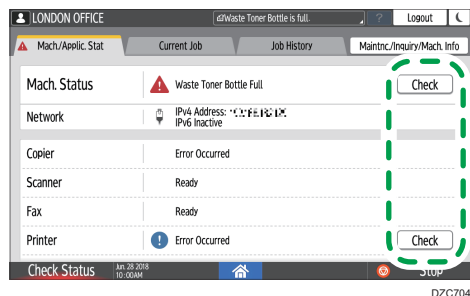 LONDON OFFICE
Waste Toner Bottle is full.
?
Logout
Mach./Applic. Stat
Current Job
Job History
Maintnc./Inquiry/Mach. Info
Mach. Status
Waste Toner Bottle Full
Check
Network
IPv4 Address:
IPv6 Inactive
Copier
Error Occurred
Scanner
Ready
Fax
Ready
Printer
Error Occurred
Check
Check Status
Jun. 28 2018
10:00AM
Stop
DZC704